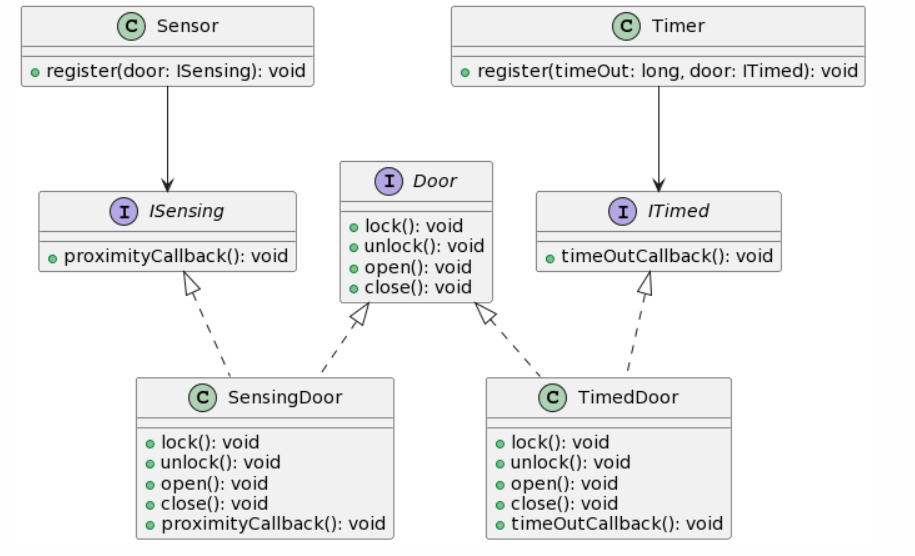 C Sensor
register(door: ISensing): void
C Timer
register(timeOut: long, door: ITimed): void
I ISensing
proximityCallback(): void
I Door
lock(): void
unlock(): void
open(): void
close(): void
I ITimed
timeOutCallback(): void
C SensingDoor
lock(): void
unlock(): void
open(): void
close(): void
proximityCallback(): void
C TimedDoor
lock(): void
unlock(): void
open(): void
close(): void
timeOutCallback(): void